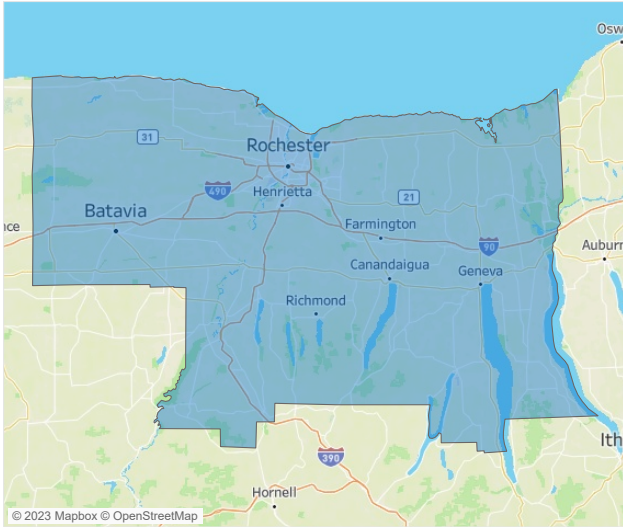 Osw
31
Rochester
490
Henrietta
21
Batavia
nce
Farmington
90
Auburn
Canandaigua
Geneva
Richmond
Ith
390
Hornell
© 2023 Mapbox © OpenStreetMap